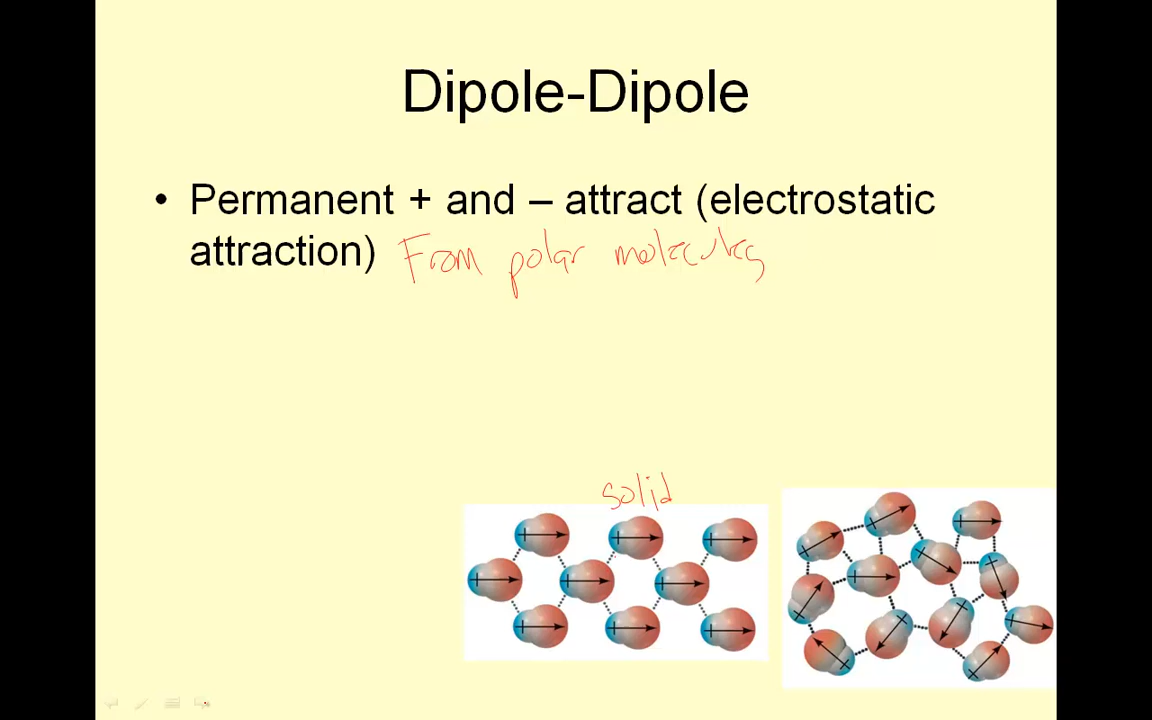 Dipole-Dipole
• Permanent + and – attract (electrostatic
attraction) From polar molecules
solid